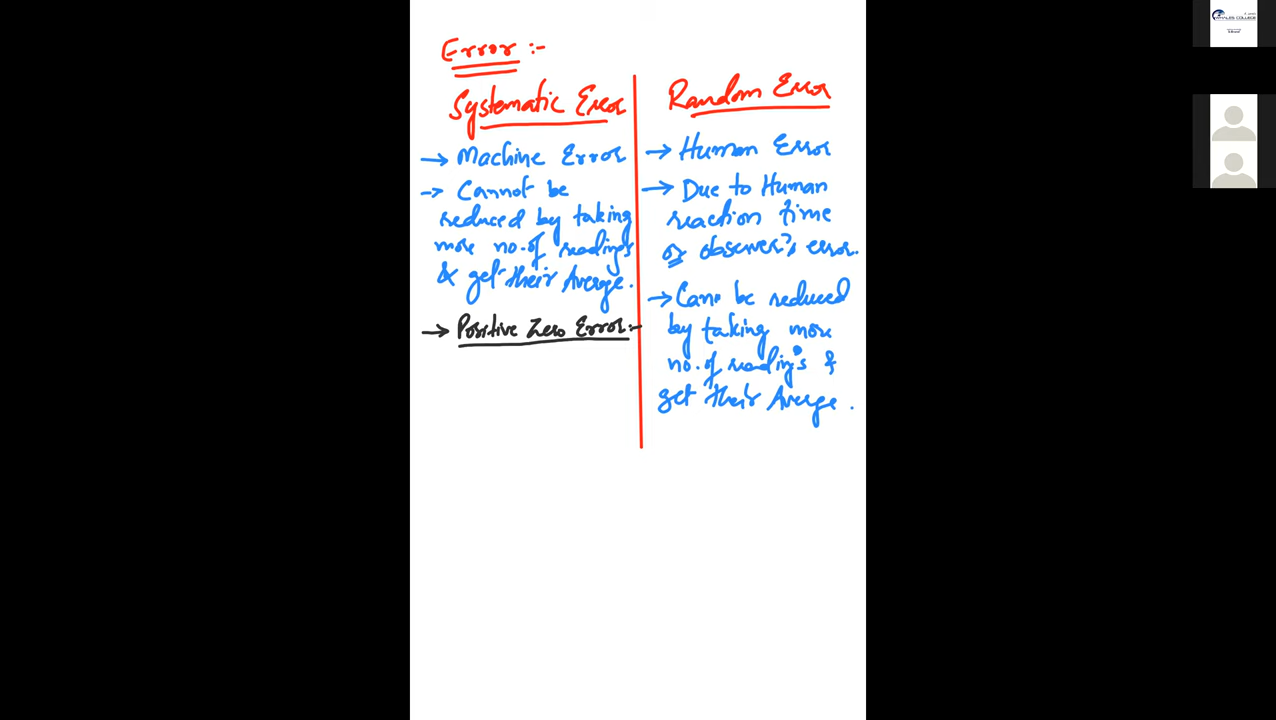 Error :-
Systematic Error
→ Machine Error
→ Cannot be
reduced by taking
more no. of readings
& get their Average.
→ Positive Zero Error:-
Random Error
→ Human Error
→ Due to Human
reaction time
or observer's error.
→ Can be reduced
by taking more
no. of readings &
get their Average.
COLLEGE